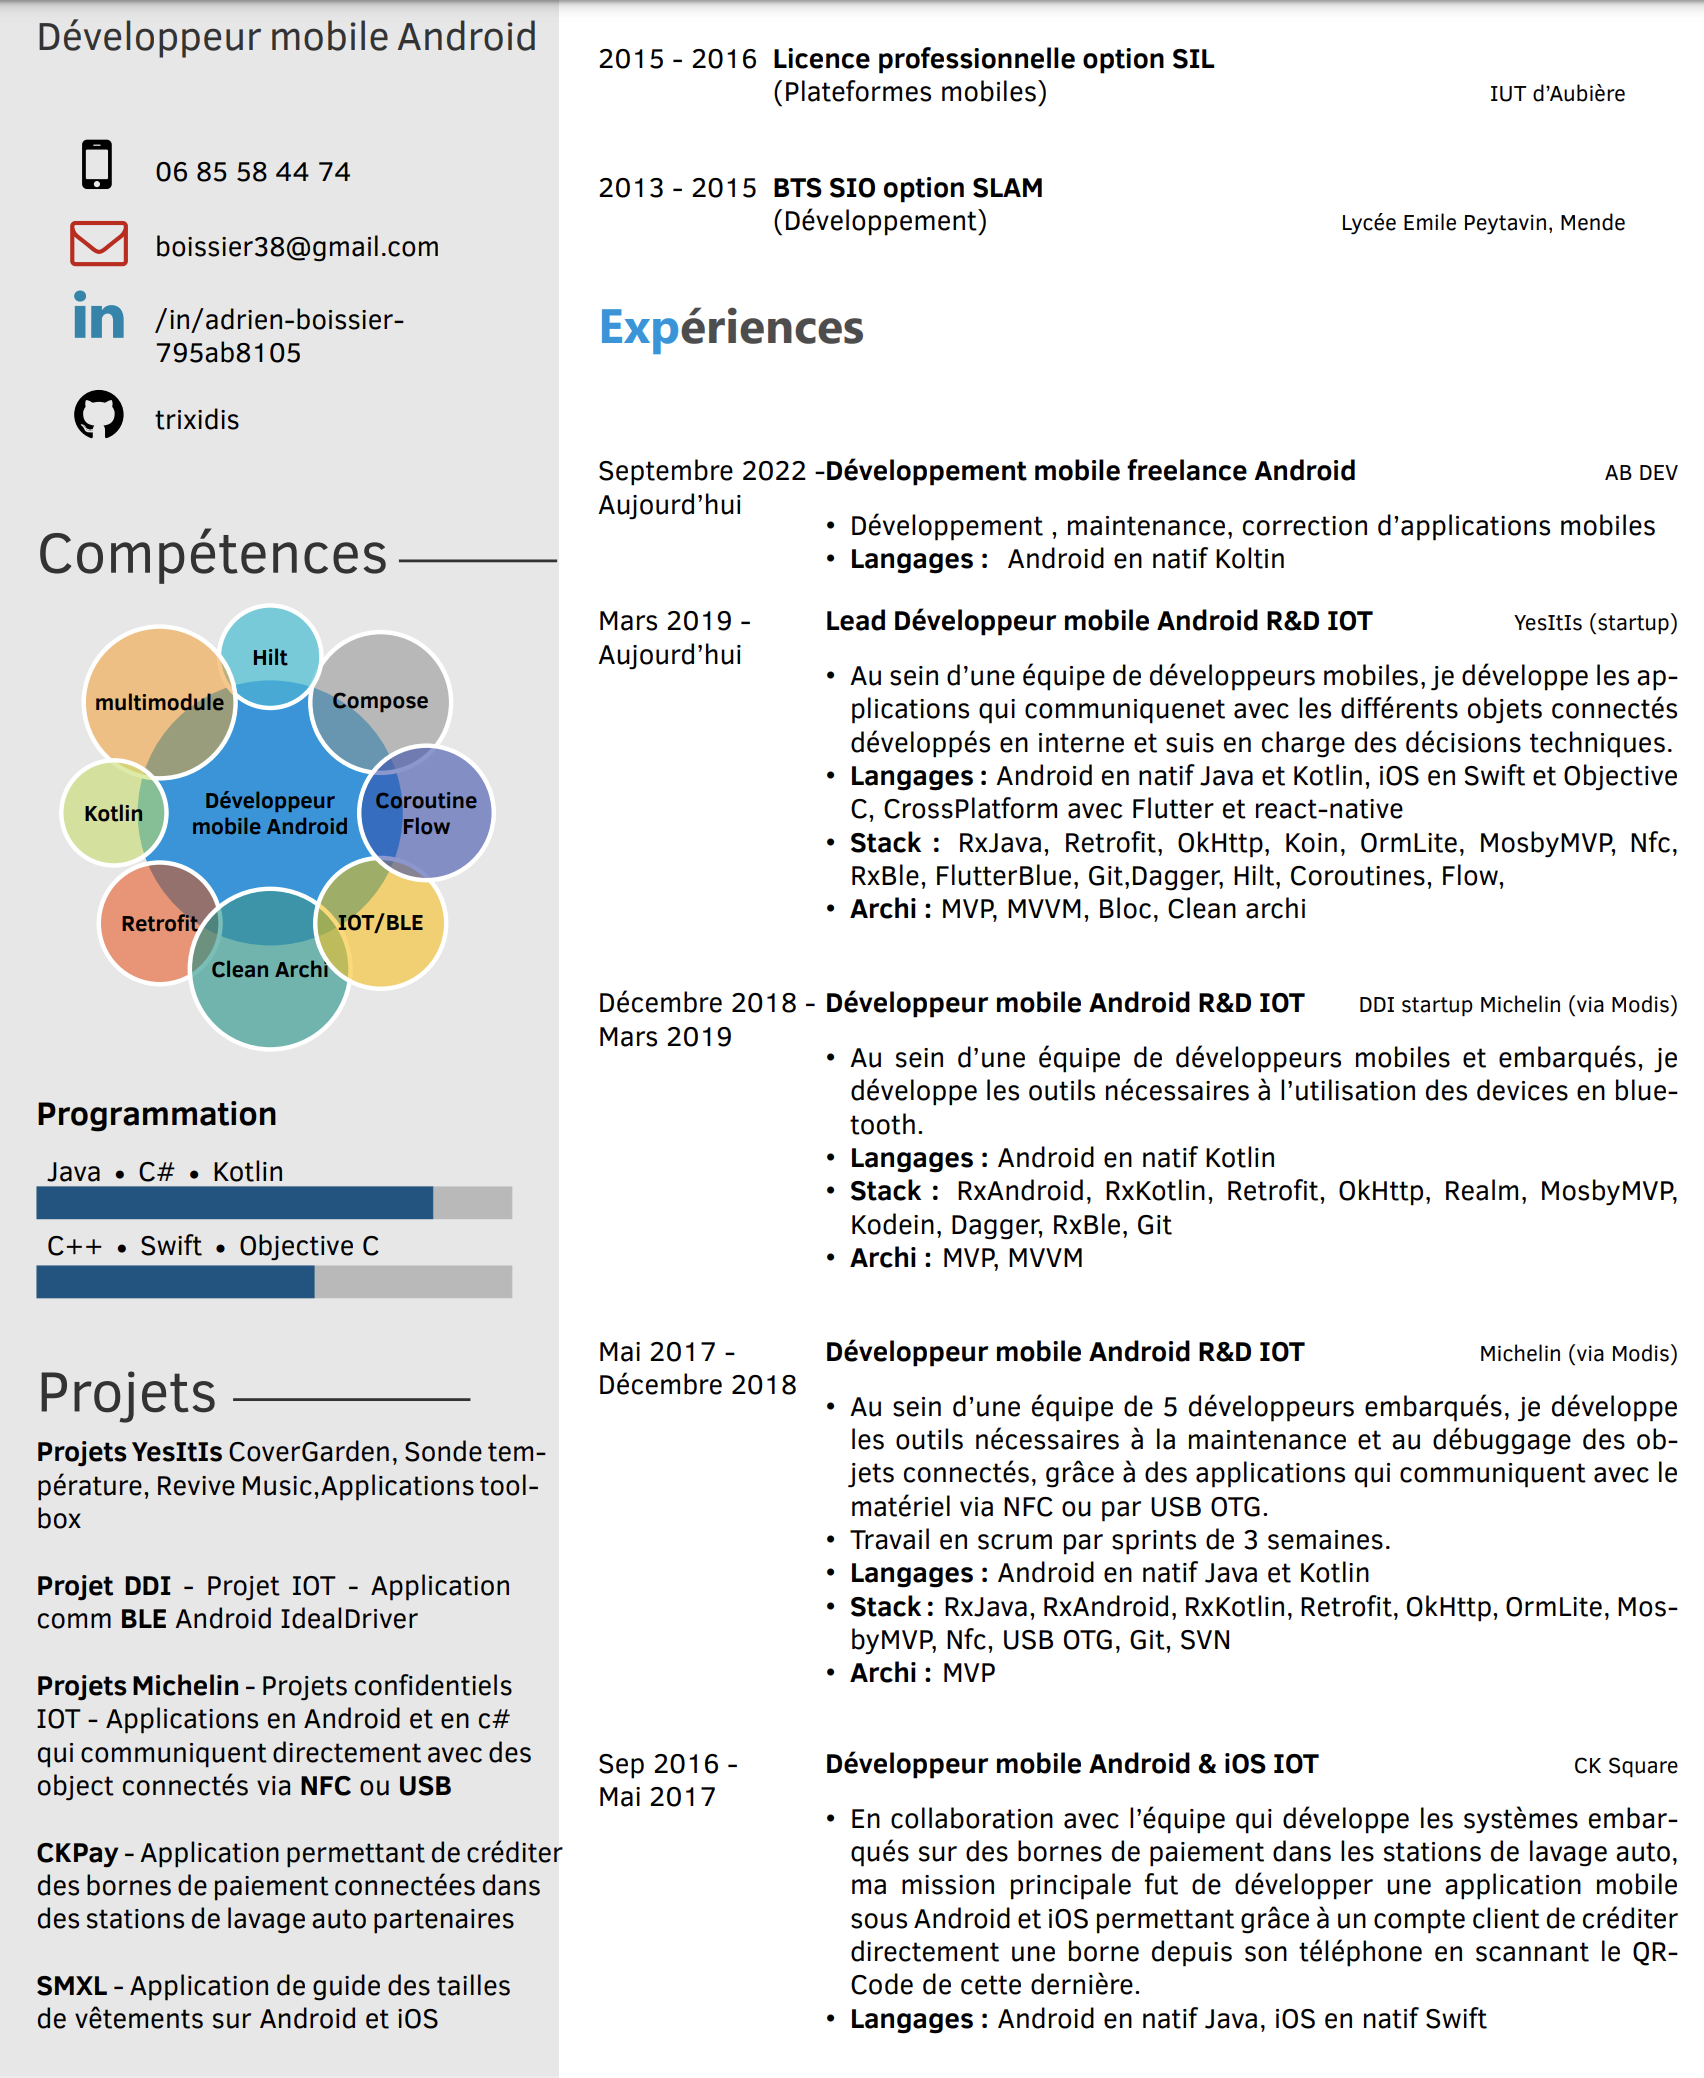 Développeur mobile Android
06 85 58 44 74
boissier38@gmail.com
/in/adrien-boissier-
795ab8105
trixidis
Compétences
Hilt
multimodule
Compose
Kotlin
Développeur
mobile Android
Coroutine
Flow
Retrofit
IOT/BLE
Clean Archi
Programmation
Java • C# • Kotlin
C++ • Swift • Objective C
Projets
Projets YesItIs CoverGarden, Sonde tem-
pérature, Revive Music,Applications tool-
box
Projet DDI - Projet IOT - Application
comm BLE Android IdealDriver
Projets Michelin - Projets confidentiels
IOT - Applications en Android et en c#
qui communiquent directement avec des
object connectés via NFC ou USB
CKPay - Application permettant de créditer
des bornes de paiement connectées dans
des stations de lavage auto partenaires
SMXL - Application de guide des tailles
de vêtements sur Android et iOS
2015 - 2016 Licence professionnelle option SIL
(Plateformes mobiles) IUT d’Aubière
2013 - 2015 BTS SIO option SLAM
(Développement) Lycée Emile Peytavin, Mende
Expériences
Septembre 2022 - Développement mobile freelance Android AB DEV
Aujourd’hui
• Développement , maintenance, correction d’applications mobiles
• Langages : Android en natif Koltin
Mars 2019 - Lead Développeur mobile Android R&D IOT YesItIs (startup)
Aujourd’hui
• Au sein d’une équipe de développeurs mobiles, je développe les ap-
plications qui communiquenet avec les différents objets connectés
développés en interne et suis en charge des décisions techniques.
• Langages : Android en natif Java et Kotlin, iOS en Swift et Objective
C, CrossPlatform avec Flutter et react-native
• Stack : RxJava, Retrofit, OkHttp, Koin, OrmLite, MosbyMVP, Nfc,
RxBle, FlutterBlue, Git,Dagger, Hilt, Coroutines, Flow,
• Archi : MVP, MVVM, Bloc, Clean archi
Décembre 2018 - Développeur mobile Android R&D IOT DDI startup Michelin (via Modis)
Mars 2019
• Au sein d’une équipe de développeurs mobiles et embarqués, je
développe les outils nécessaires à l’utilisation des devices en blue-
tooth.
• Langages : Android en natif Kotlin
• Stack : RxAndroid, RxKotlin, Retrofit, OkHttp, Realm, MosbyMVP,
Kodein, Dagger, RxBle, Git
• Archi : MVP, MVVM
Mai 2017 - Développeur mobile Android R&D IOT Michelin (via Modis)
Décembre 2018
• Au sein d’une équipe de 5 développeurs embarqués, je développe
les outils nécessaires à la maintenance et au débuggage des ob-
jets connectés, grâce à des applications qui communiquent avec le
matériel via NFC ou par USB OTG.
• Travail en scrum par sprints de 3 semaines.
• Langages : Android en natif Java et Kotlin
• Stack : RxJava, RxAndroid, RxKotlin, Retrofit, OkHttp, OrmLite, Mos-
byMVP, Nfc, USB OTG, Git, SVN
• Archi : MVP
Sep 2016 - Développeur mobile Android & iOS IOT CK Square
Mai 2017
• En collaboration avec l’équipe qui développe les systèmes embar-
qués sur des bornes de paiement dans les stations de lavage auto,
ma mission principale fut de développer une application mobile
sous Android et iOS permettant grâce à un compte client de créditer
directement une borne depuis son téléphone en scannant le QR-
Code de cette dernière.
• Langages : Android en natif Java, iOS en natif Swift